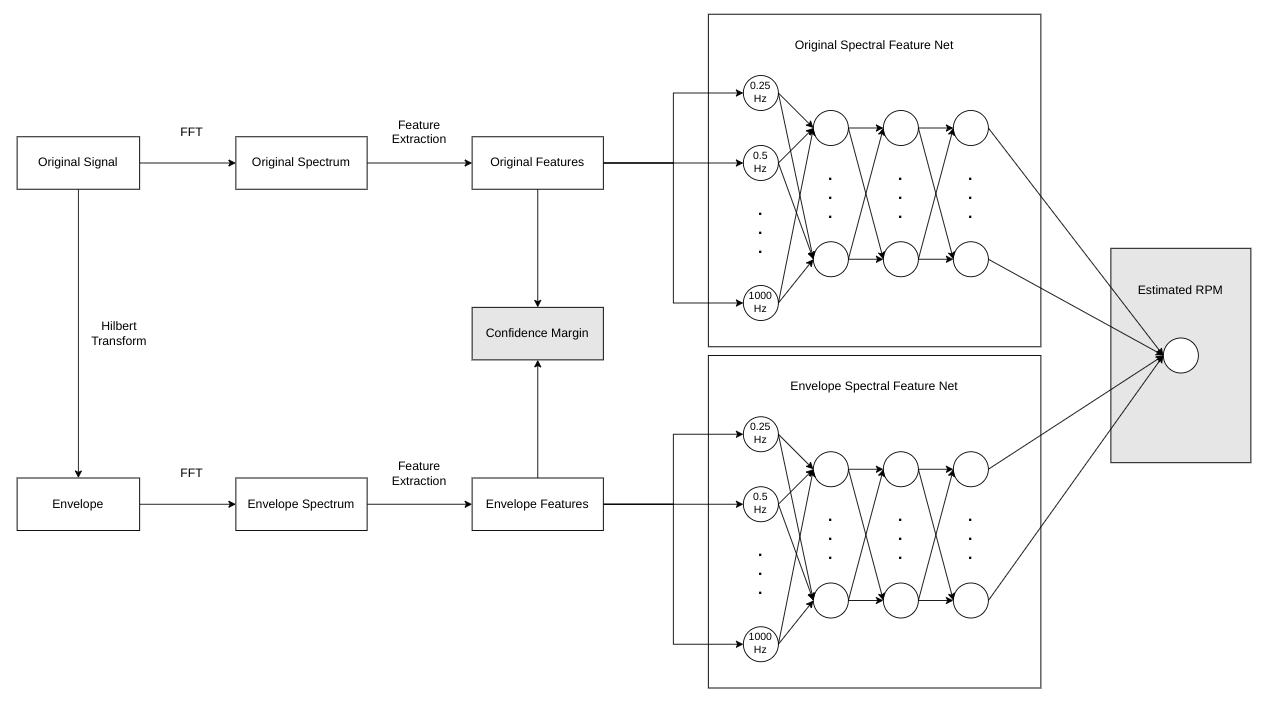 Original Spectral Feature Net
0.25
Hz
FFT
Feature
Extraction
Original Signal
Original Spectrum
Original Features
0.5
Hz
.
.
.
.
.
.
.
.
.
.
.
.
1000
Hz
Estimated RPM
Hilbert
Transform
Confidence Margin
Envelope Spectral Feature Net
0.25
Hz
FFT
Feature
Extraction
Envelope
Envelope Spectrum
Envelope Features
0.5
Hz
.
.
.
.
.
.
.
.
.
.
.
.
1000
Hz